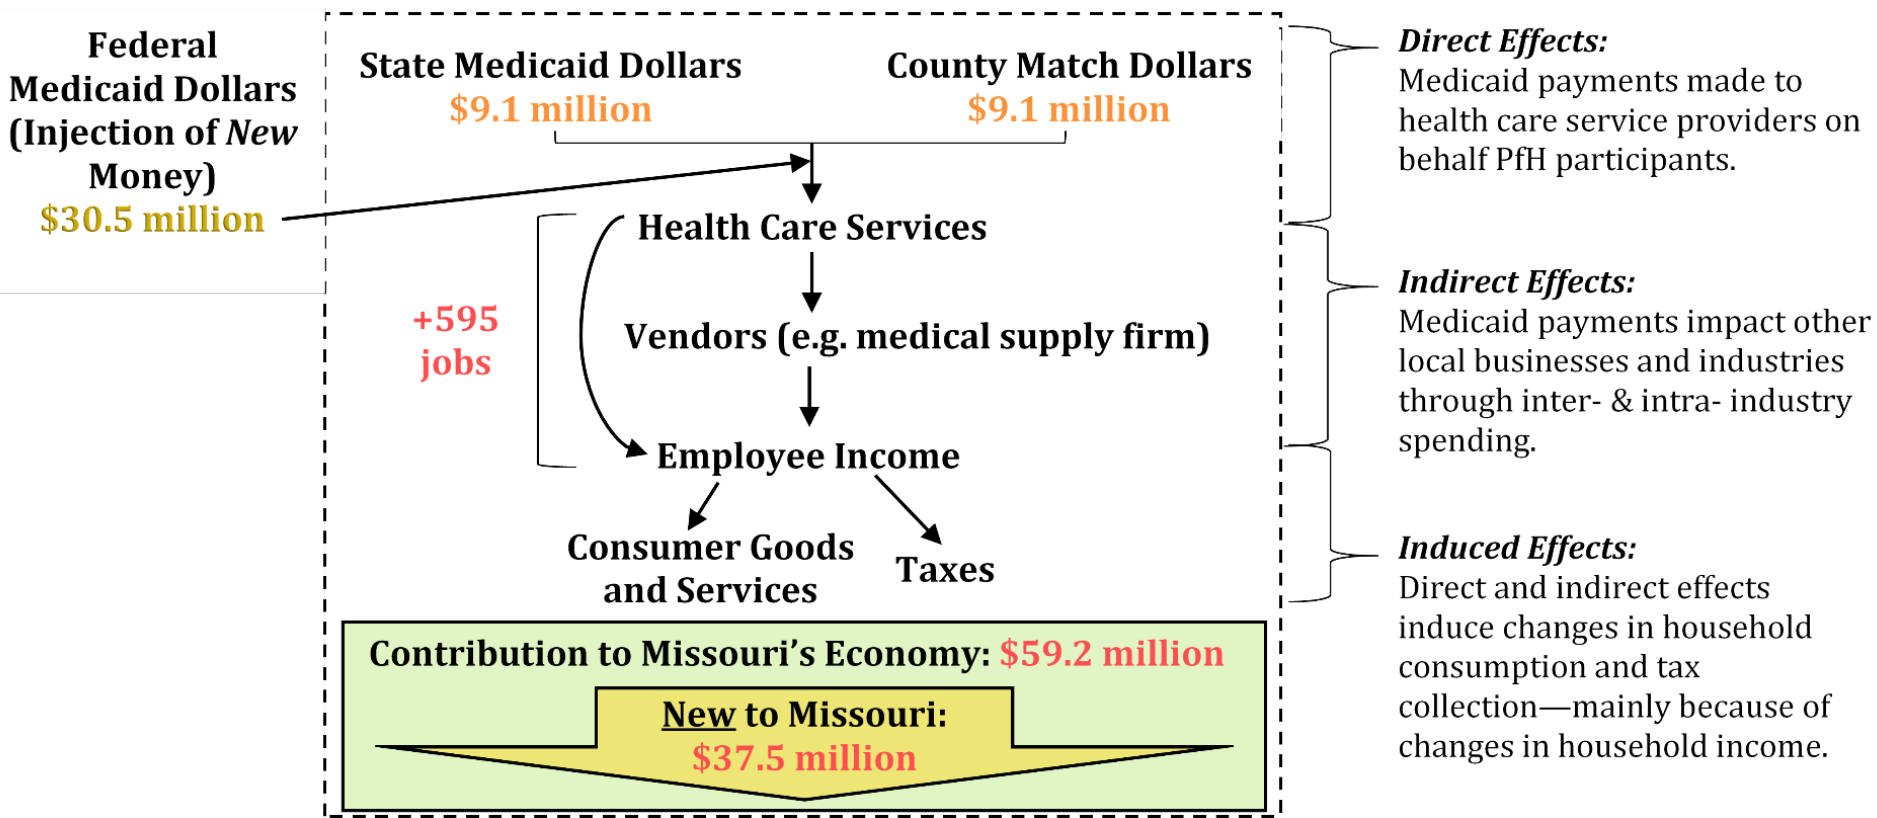 Federal
Medicaid Dollars
(Injection of New
Money)
$30.5 million
State Medicaid Dollars
$9.1 million
County Match Dollars
$9.1 million
Health Care Services
+595
jobs
Vendors (e.g. medical supply firm)
Employee Income
Consumer Goods
and Services
Taxes
Contribution to Missouri’s Economy: $59.2 million
New to Missouri:
$37.5 million
Direct Effects:
Medicaid payments made to
health care service providers on
behalf PfH participants.
Indirect Effects:
Medicaid payments impact other
local businesses and industries
through inter- & intra- industry
spending.
Induced Effects:
Direct and indirect effects
induce changes in household
consumption and tax
collection—mainly because of
changes in household income.